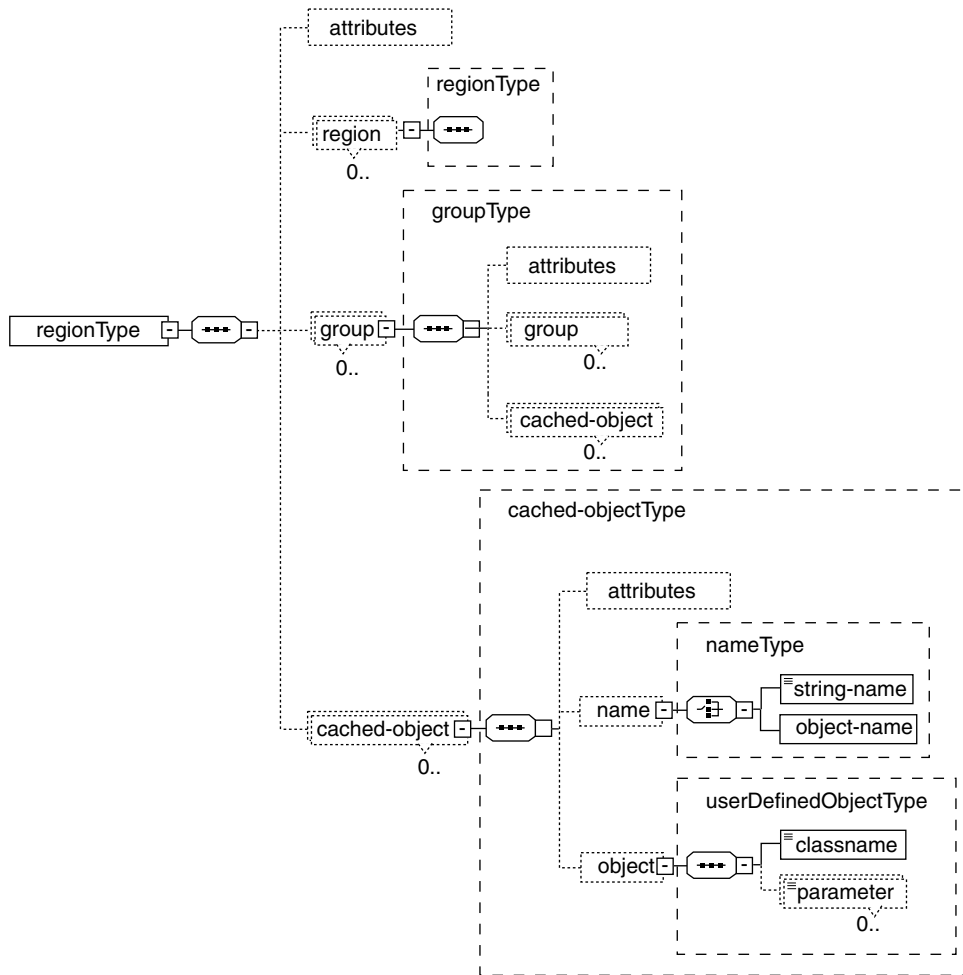 attributes
regionType
region
0..
groupType
attributes
regionType
group
0..
group
0..
cached-object
0..
cached-objectType
attributes
nameType
string-name
name
object-name
cached-object
0..
userDefinedObjectType
classname
object
parameter
0..